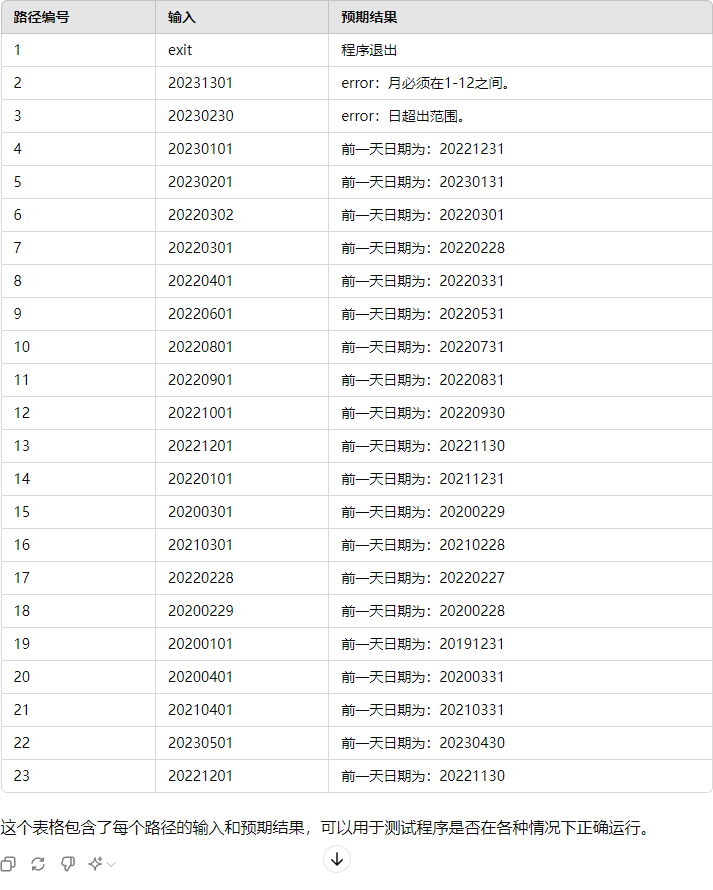 路径编号 输入 预期结果
1 exit 程序退出
2 20231301 error：月必须在1-12之间。
3 20230230 error：日超出范围。
4 20230101 前一天日期为：20221231
5 20230201 前一天日期为：20230131
6 20220302 前一天日期为：20220301
7 20220301 前一天日期为：20220228
8 20220401 前一天日期为：20220331
9 20220601 前一天日期为：20220531
10 20220801 前一天日期为：20220731
11 20220901 前一天日期为：20220831
12 20221001 前一天日期为：20220930
13 20221201 前一天日期为：20221130
14 20220101 前一天日期为：20211231
15 20200301 前一天日期为：20200229
16 20210301 前一天日期为：20210228
17 20220228 前一天日期为：20220227
18 20200229 前一天日期为：20200228
19 20200101 前一天日期为：20191231
20 20200401 前一天日期为：20200331
21 20210401 前一天日期为：20210331
22 20230501 前一天日期为：20230430
23 20221201 前一天日期为：20221130
这个表格包含了每个路径的输入和预期结果，可以用于测试程序是否在各种情况下正确运行。